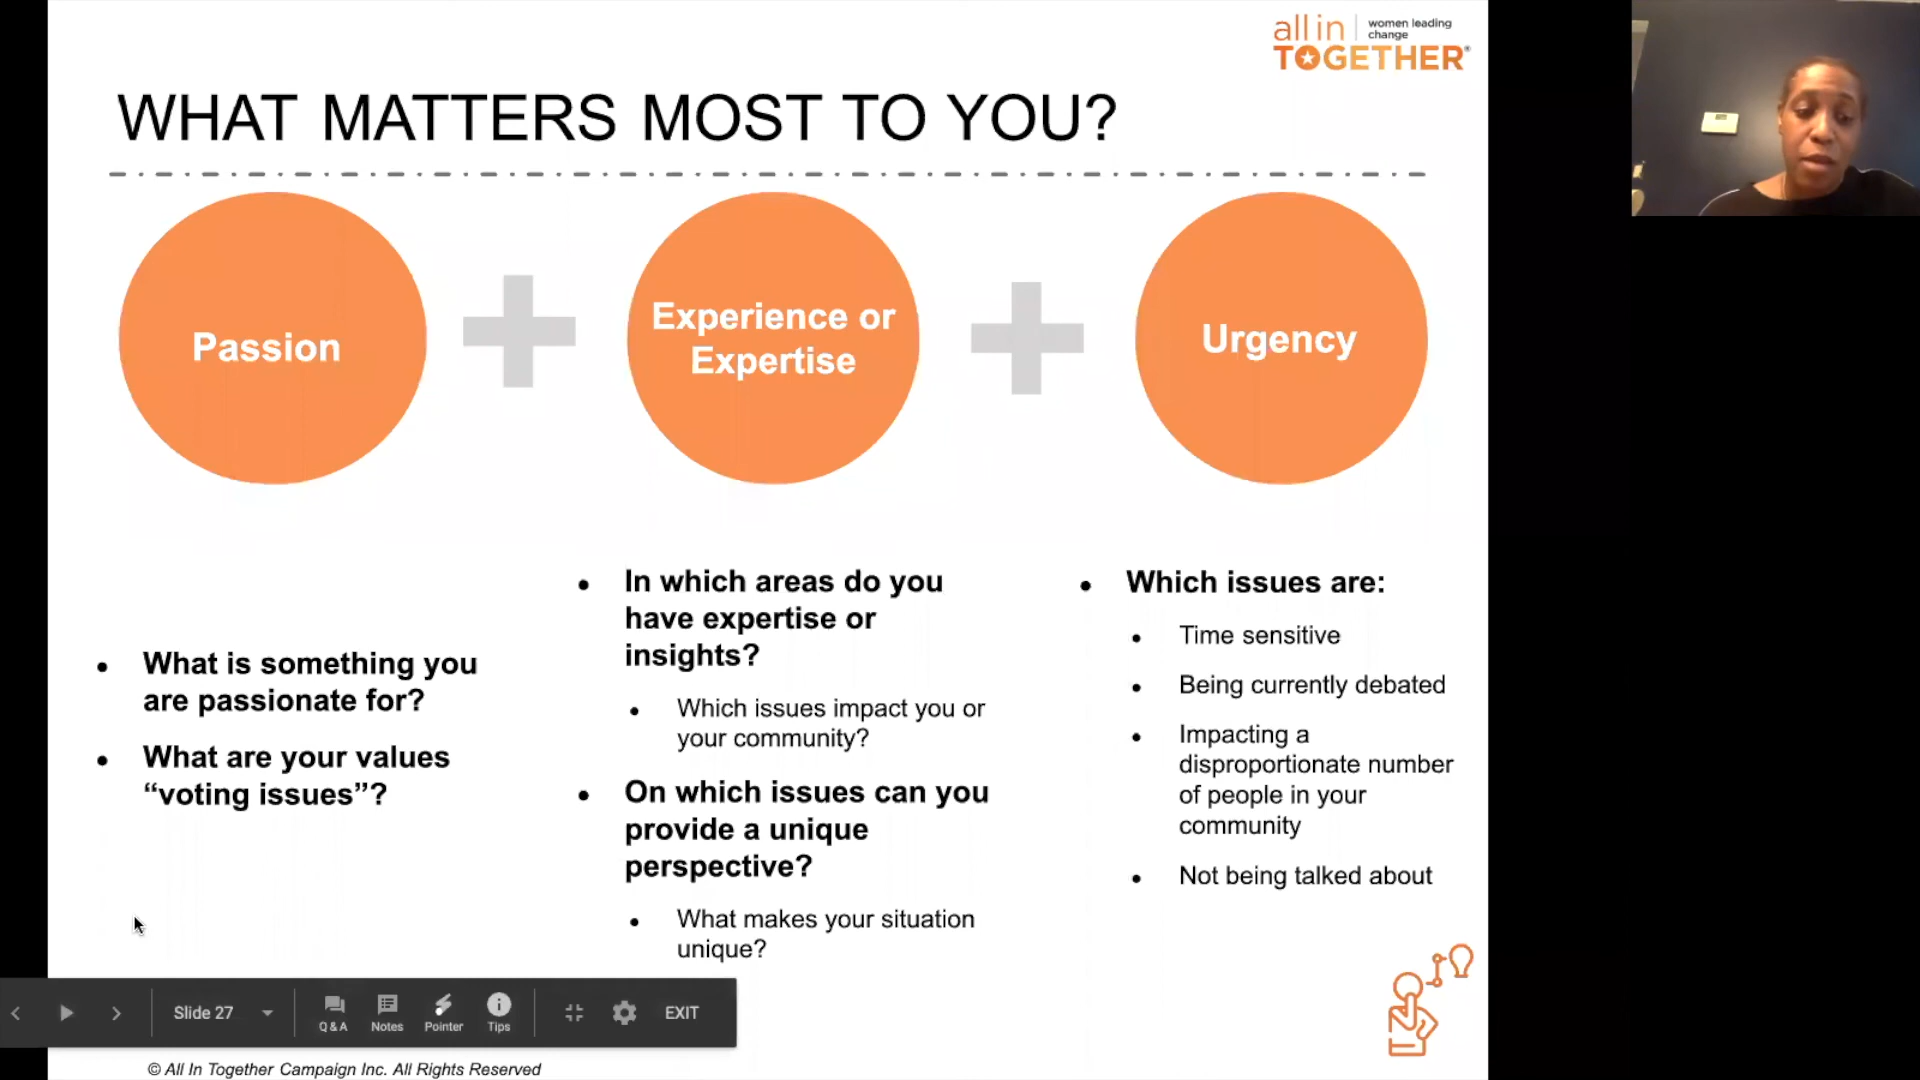 all in
women leading
change
TOGETHER®
WHAT MATTERS MOST TO YOU?
Passion
Experience or
Expertise
Urgency
• What is something you
are passionate for?
• What are your values
“voting issues”?
• In which areas do you
have expertise or
insights?
• Which issues impact you or
your community?
• On which issues can you
provide a unique
perspective?
• What makes your situation
unique?
• Which issues are:
• Time sensitive
• Being currently debated
• Impacting a
disproportionate number
of people in your
community
• Not being talked about
Slide 27
Q&A
Notes
Pointer
Tips
EXIT
© All In Together Campaign Inc. All Rights Reserved